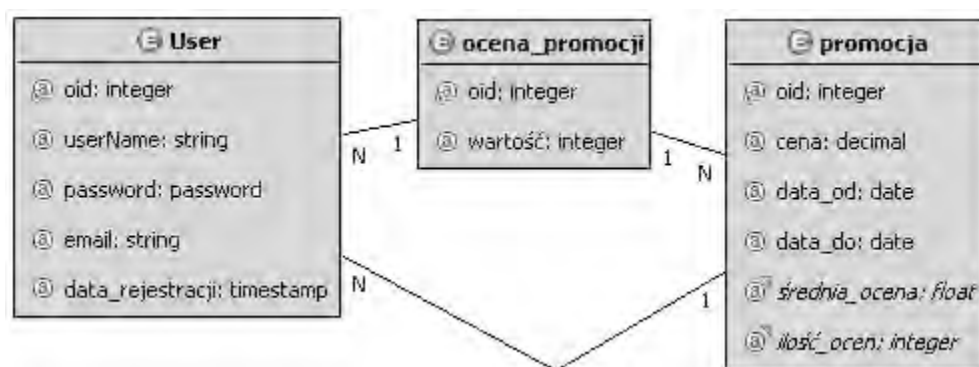 User
oid: integer
userName: string
password: password
email: string
data_rejestracji: timestamp
N
1
N
ocena_promocji
oid: integer
wartość: integer
1
N
1
promocja
oid: integer
cena: decimal
data_od: date
data_do: date
średnia_ocena: float
ilość_ocen: integer